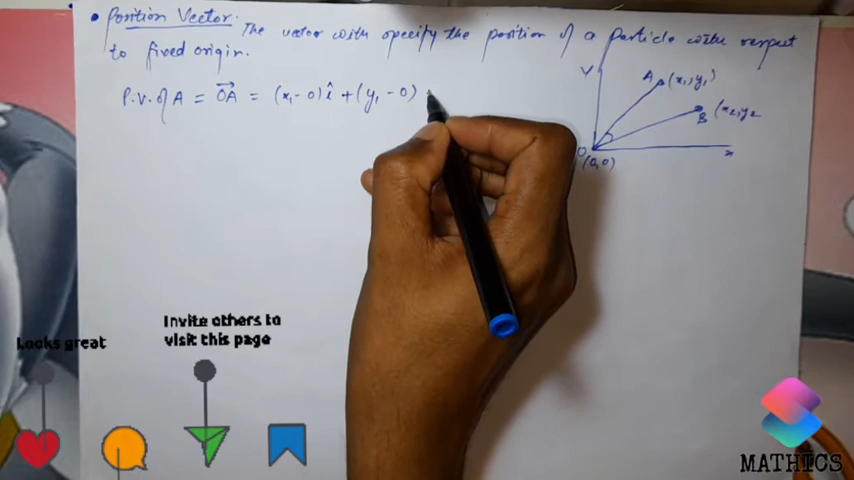 • Position Vector. The vector with specify the position of a particle with respect
to fixed origin.
P.V. of A = OA⃗ = (x₁ - 0) î + (y₁ - 0)
Y
A (x₁, y₁)
B (x₂, y₂
O
(0,0)
x
Invite others to
visit this page
Looks great
MATHICS